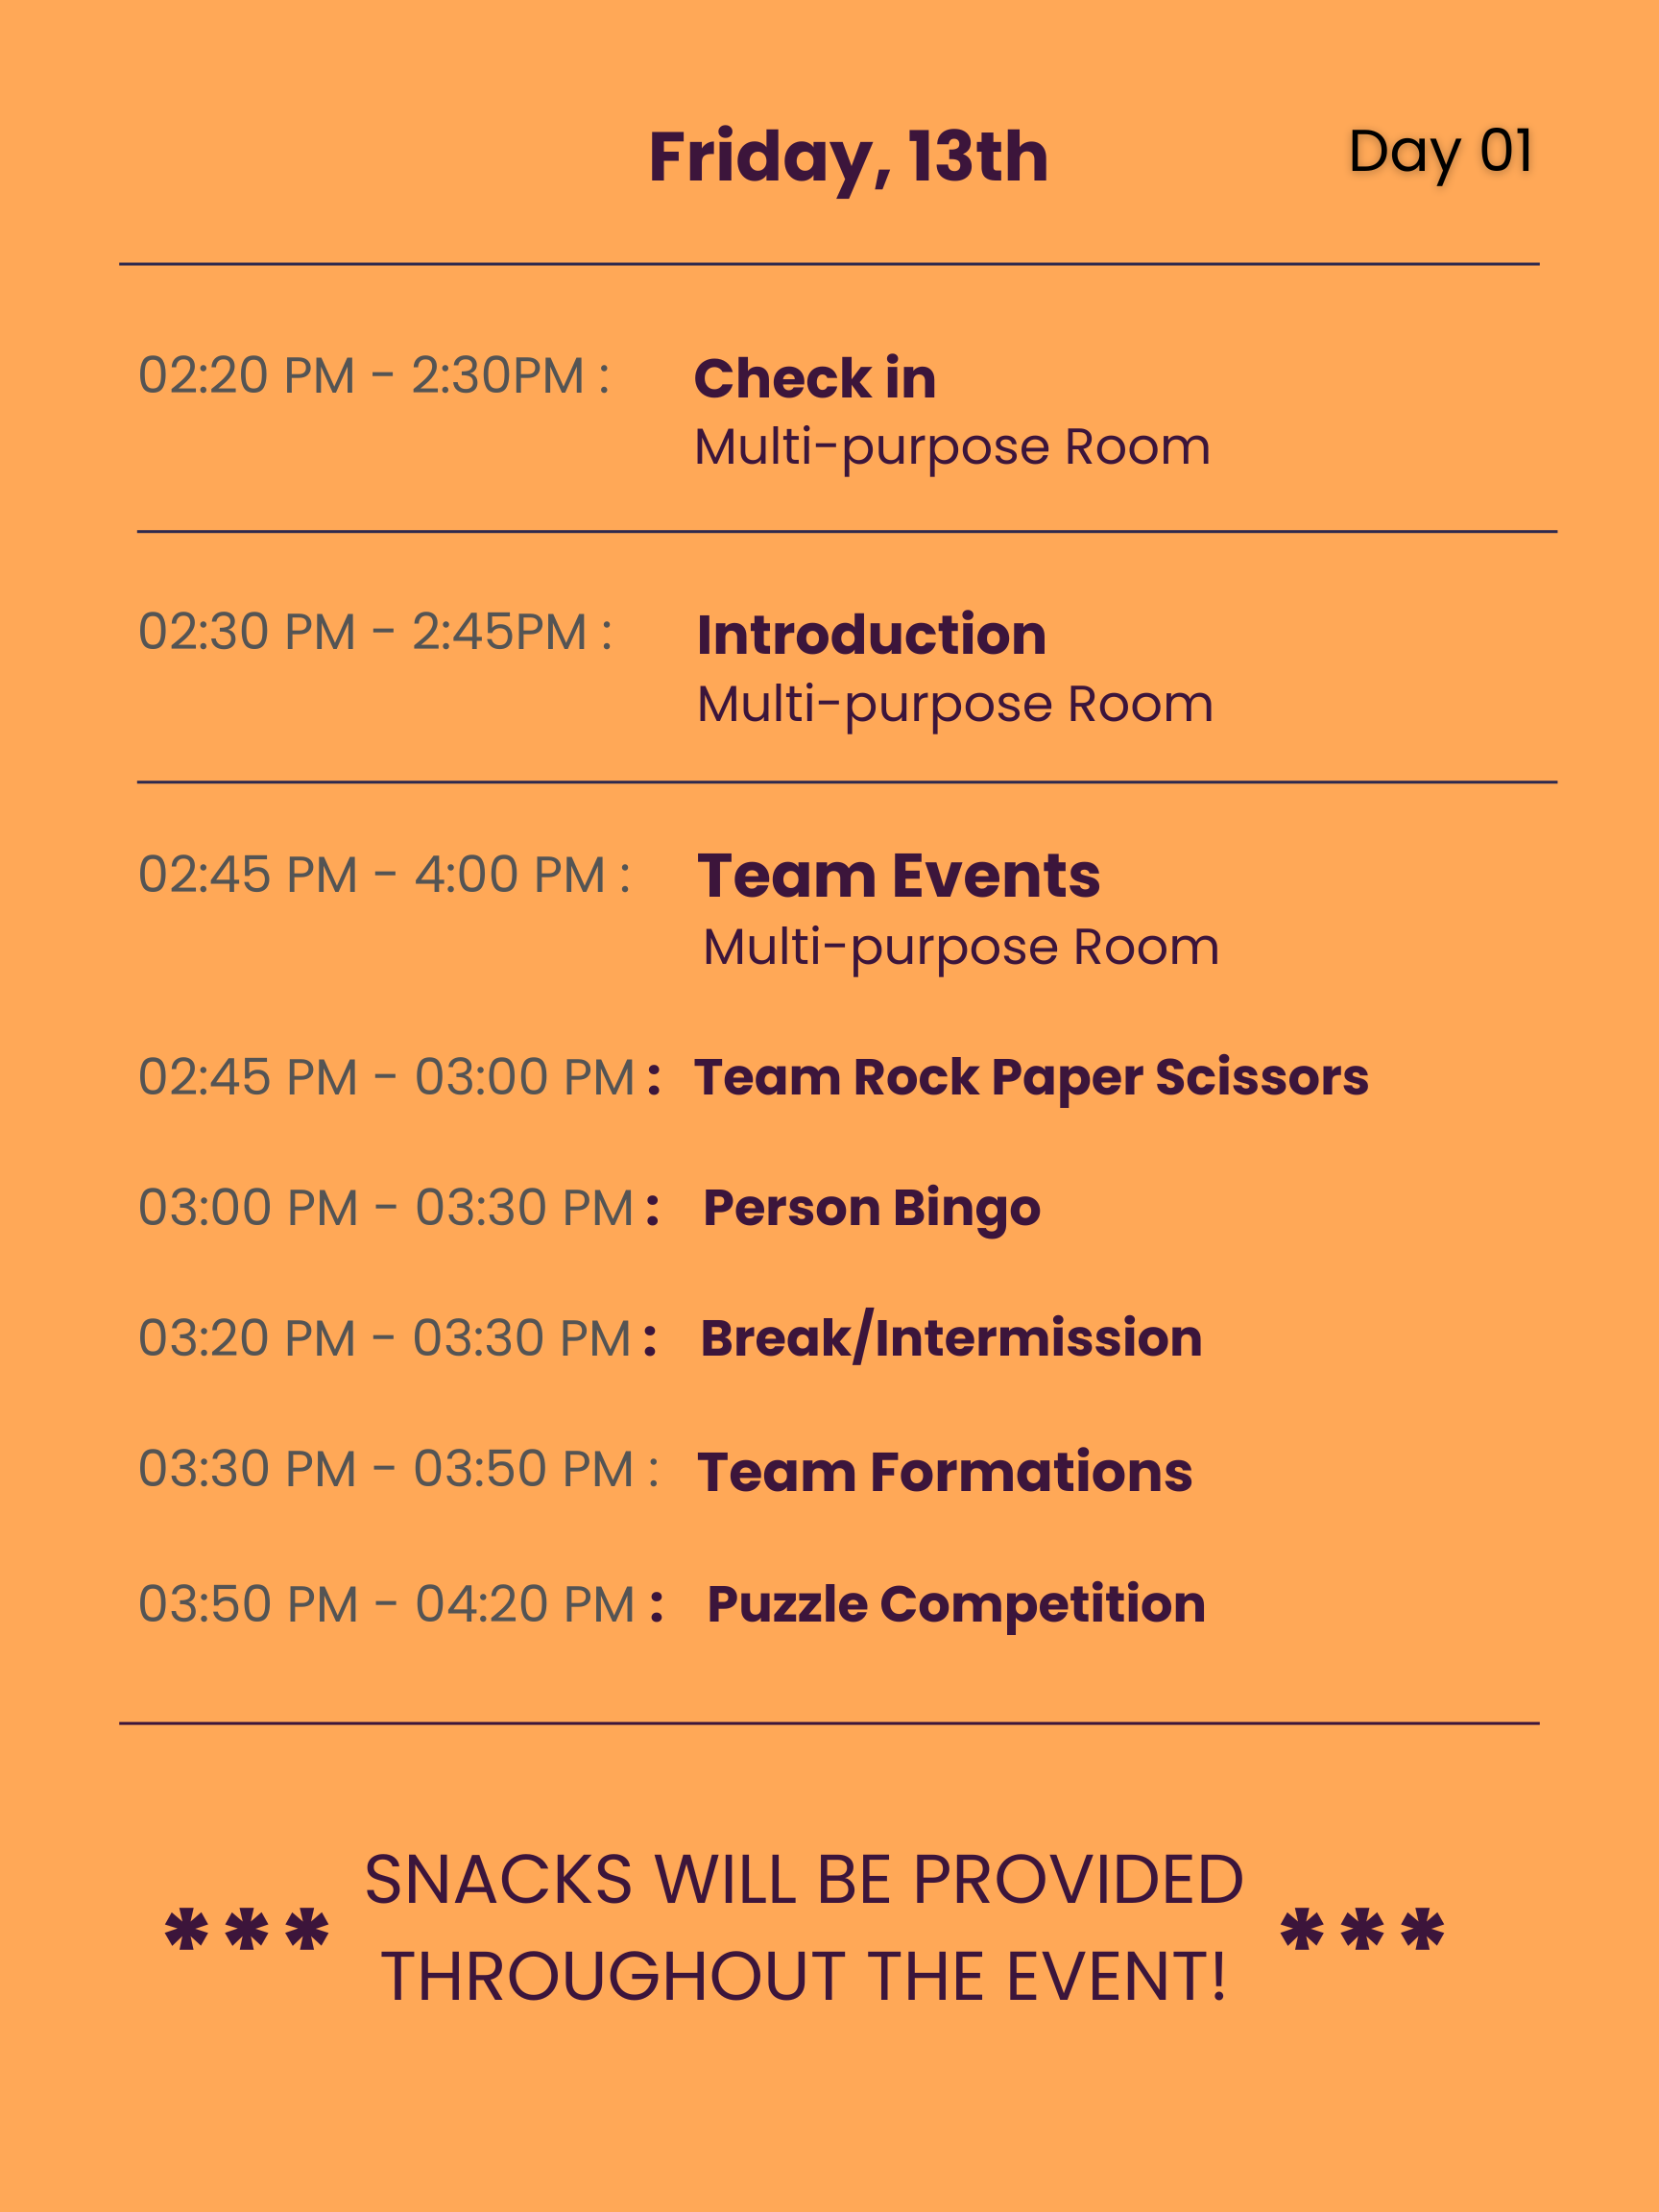 Friday, 13th
Day 01
02:20 PM - 2:30PM : Check in
Multi-purpose Room
02:30 PM - 2:45PM : Introduction
Multi-purpose Room
02:45 PM - 4:00 PM : Team Events
Multi-purpose Room
02:45 PM - 03:00 PM : Team Rock Paper Scissors
03:00 PM - 03:30 PM : Person Bingo
03:20 PM - 03:30 PM : Break/Intermission
03:30 PM - 03:50 PM : Team Formations
03:50 PM - 04:20 PM : Puzzle Competition
SNACKS WILL BE PROVIDED
*** THROUGHOUT THE EVENT! ***